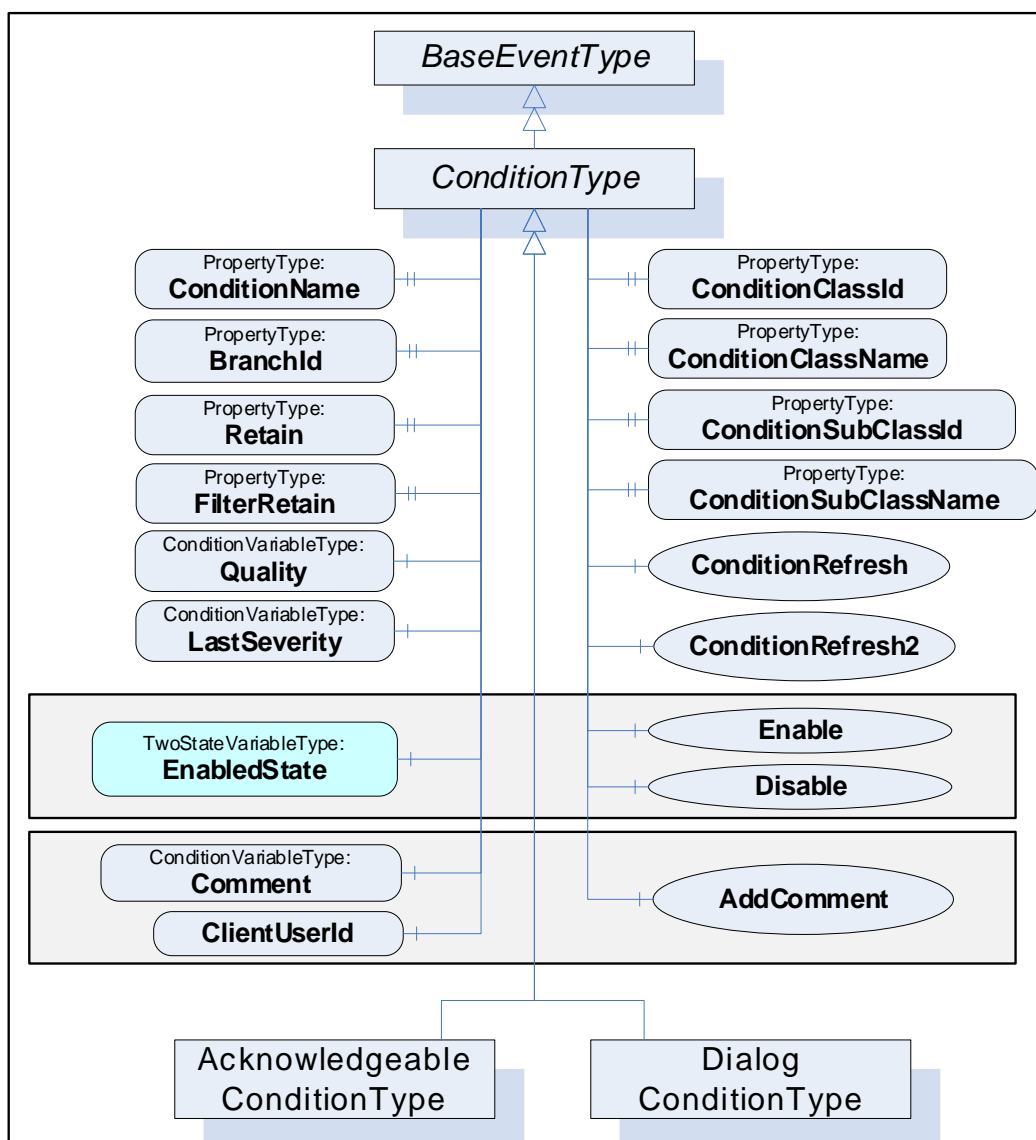 BaseEventType
ConditionType
PropertyType:
ConditionName
PropertyType:
BranchId
PropertyType:
Retain
PropertyType:
FilterRetain
ConditionVariableType:
Quality
ConditionVariableType:
LastSeverity
PropertyType:
ConditionClassId
PropertyType:
ConditionClassName
PropertyType:
ConditionSubClassId
PropertyType:
ConditionSubClassName
ConditionRefresh
ConditionRefresh2
TwoStateVariableType:
EnabledState
Enable
Disable
ConditionVariableType:
Comment
ClientUserId
AddComment
Acknowledgeable
ConditionType
Dialog
ConditionType